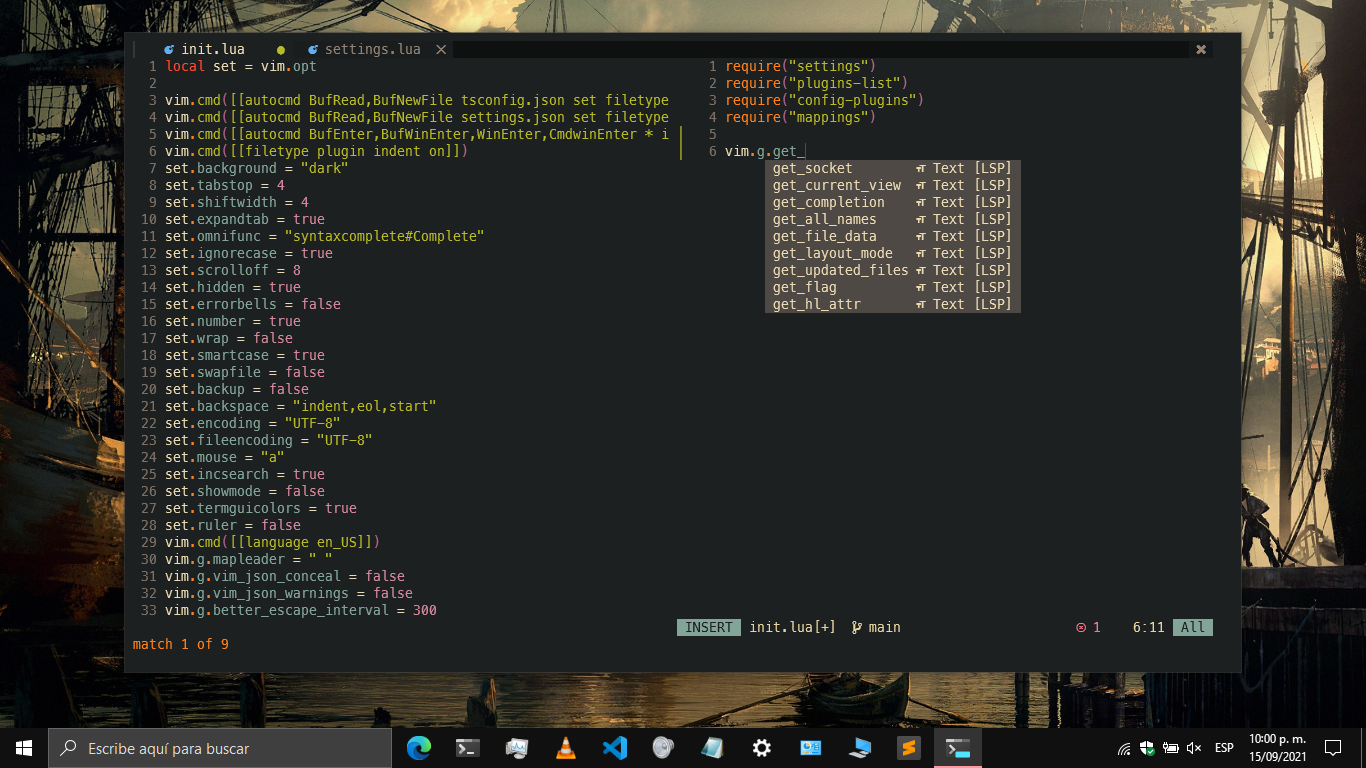 init.lua settings.lua
1 local set = vim.opt
2
3 vim.cmd([[autocmd BufRead,BufNewFile tsconfig.json set filetype
4 vim.cmd([[autocmd BufRead,BufNewFile settings.json set filetype
5 vim.cmd([[autocmd BufEnter,BufWinEnter,WinEnter,CmdwinEnter * i
6 vim.cmd([[filetype plugin indent on]])
7 set.background = "dark"
8 set.tabstop = 4
9 set.shiftwidth = 4
10 set.expandtab = true
11 set.omnifunc = "syntaxcomplete#Complete"
12 set.ignorecase = true
13 set.scrolloff = 8
14 set.hidden = true
15 set.errorbells = false
16 set.number = true
17 set.wrap = false
18 set.smartcase = true
19 set.swapfile = false
20 set.backup = false
21 set.backspace = "indent,eol,start"
22 set.encoding = "UTF-8"
23 set.fileencoding = "UTF-8"
24 set.mouse = "a"
25 set.incsearch = true
26 set.showmode = false
27 set.termguicolors = true
28 set.ruler = false
29 vim.cmd([[language en_US]])
30 vim.g.mapleader = " "
31 vim.g.vim_json_conceal = false
32 vim.g.vim_json_warnings = false
33 vim.g.better_escape_interval = 300
1 require("settings")
2 require("plugins-list")
3 require("config-plugins")
4 require("mappings")
5
6 vim.g.get_
get_socket Text [LSP]
get_current_view Text [LSP]
get_completion Text [LSP]
get_all_names Text [LSP]
get_file_data Text [LSP]
get_layout_mode Text [LSP]
get_updated_files Text [LSP]
get_flag Text [LSP]
get_hl_attr Text [LSP]
INSERT init.lua[+] main 1 6:11 All
match 1 of 9
Escribe aquí para buscar
ESP
10:00 p. m.
15/09/2021